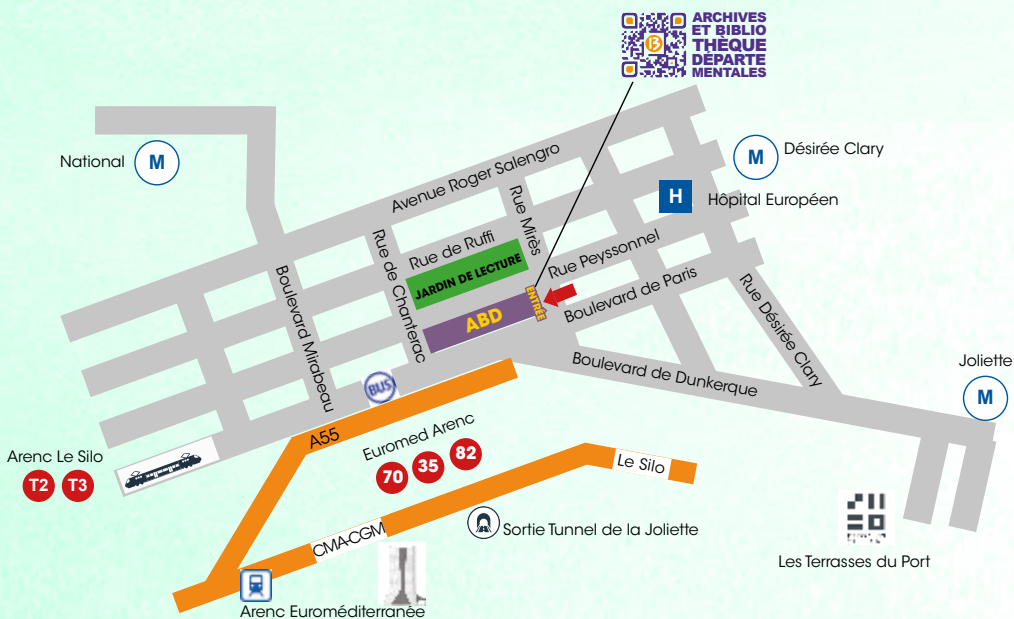 ARCHIVES
ET BIBLIO
THÈQUE
DÉPARTE
MENTALES
13
National
M
M
Désirée Clary
Avenue Roger Salengro
H
Hôpital Européen
Rue Mirès
Rue de Ruffi
Rue de Chanterac
Rue Peyssonnel
JARDIN DE LECTURE
Boulevard Mirabeau
ENTRÉE
ABD
Boulevard de Paris
Rue Désirée Clary
Boulevard de Dunkerque
Joliette
M
BUS
A55
Euromed Arenc
70
35
82
Arenc Le Silo
T2
T3
Le Silo
CMA-CGM
Sortie Tunnel de la Joliette
Les Terrasses du Port
Arenc Euroméditerranée